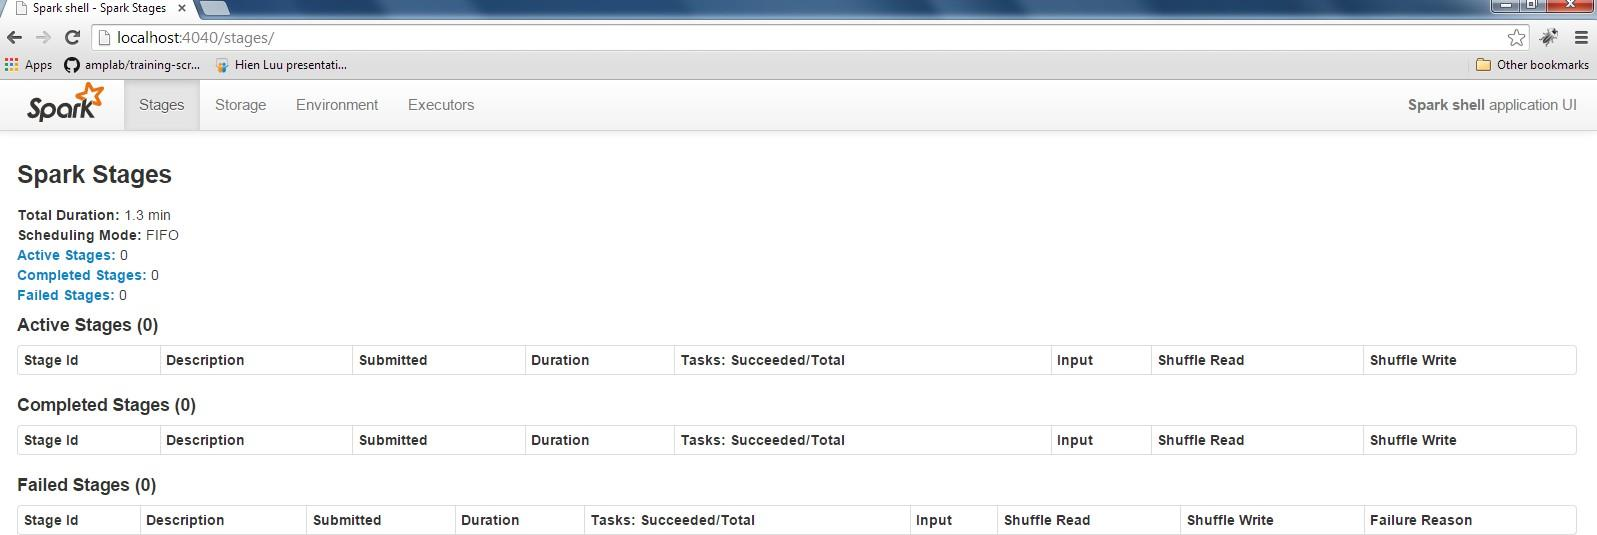 Spark shell - Spark Stages
localhost:4040/stages/
Apps amplab/training-scr... Hien Luu presentati... Other bookmarks
Spark Stages Storage Environment Executors Spark shell application UI
Spark Stages
Total Duration: 1.3 min
Scheduling Mode: FIFO
Active Stages: 0
Completed Stages: 0
Failed Stages: 0
Active Stages (0)
Stage Id Description Submitted Duration Tasks: Succeeded/Total Input Shuffle Read Shuffle Write
Completed Stages (0)
Stage Id Description Submitted Duration Tasks: Succeeded/Total Input Shuffle Read Shuffle Write
Failed Stages (0)
Stage Id Description Submitted Duration Tasks: Succeeded/Total Input Shuffle Read Shuffle Write Failure Reason